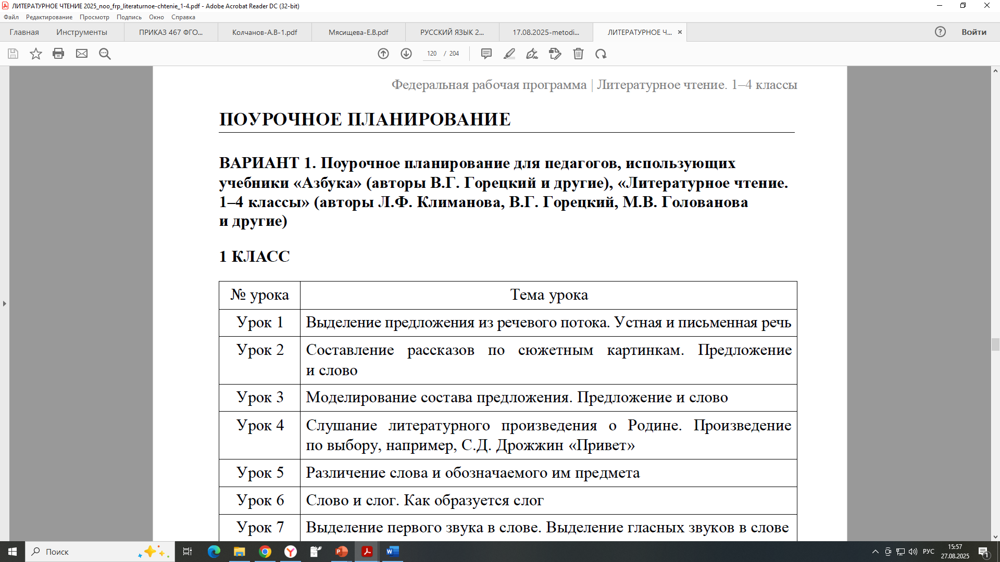 ЛИТЕРАТУРНОЕ ЧТЕНИЕ 2025_noo_frp_literaturnoe-chtenie_1-4.pdf - Adobe Acrobat Reader DC (32-bit)
Файл Редактирование Просмотр Подпись Окно Справка
Главная Инструменты ПРИКАЗ 467 ФГО... Колчанов-А.В-1.pdf Мясищева-Е.В.pdf РУССКИЙ ЯЗЫК 2... 17.08.2025-metodi... ЛИТЕРАТУРНОЕ Ч... Войти
120 / 204
Федеральная рабочая программа | Литературное чтение. 1–4 классы
ПОУРОЧНОЕ ПЛАНИРОВАНИЕ
ВАРИАНТ 1. Поурочное планирование для педагогов, использующих
учебники «Азбука» (авторы В.Г. Горецкий и другие), «Литературное чтение.
1–4 классы» (авторы Л.Ф. Климанова, В.Г. Горецкий, М.В. Голованова
и другие)
1 КЛАСС
№ урока Тема урока
Урок 1 Выделение предложения из речевого потока. Устная и письменная речь
Урок 2 Составление рассказов по сюжетным картинкам. Предложение
и слово
Урок 3 Моделирование состава предложения. Предложение и слово
Урок 4 Слушание литературного произведения о Родине. Произведение
по выбору, например, С.Д. Дрожжин «Привет»
Урок 5 Различение слова и обозначаемого им предмета
Урок 6 Слово и слог. Как образуется слог
Урок 7 Выделение первого звука в слове. Выделение гласных звуков в слове
Поиск РУС 15:57
27.08.2025 1